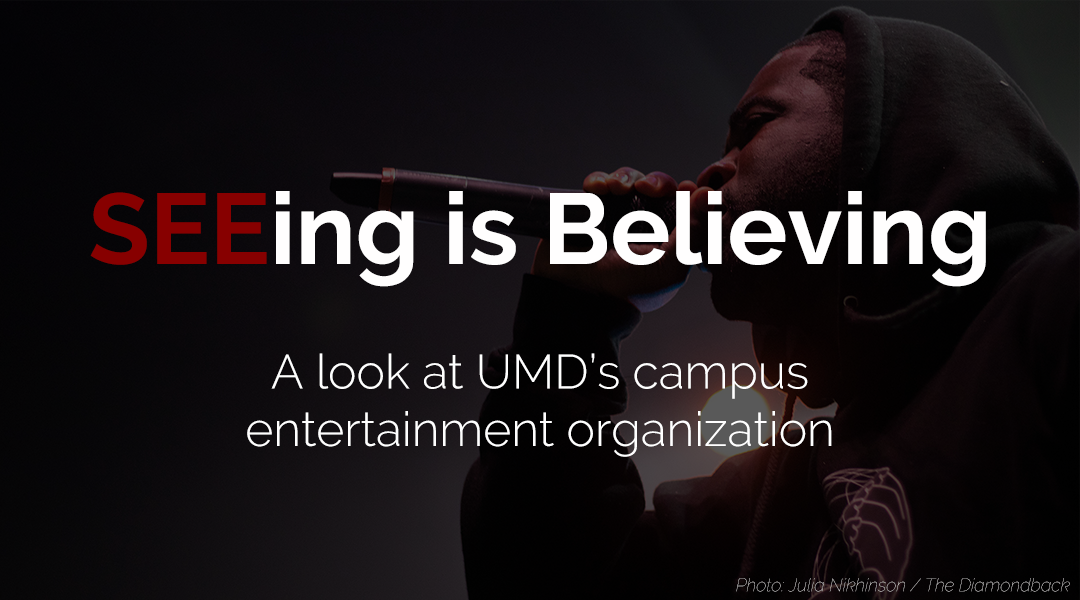 SEEing is Believing
A look at UMD’s campus
entertainment organization
Photo: Julia Nikhinson / The Diamondback